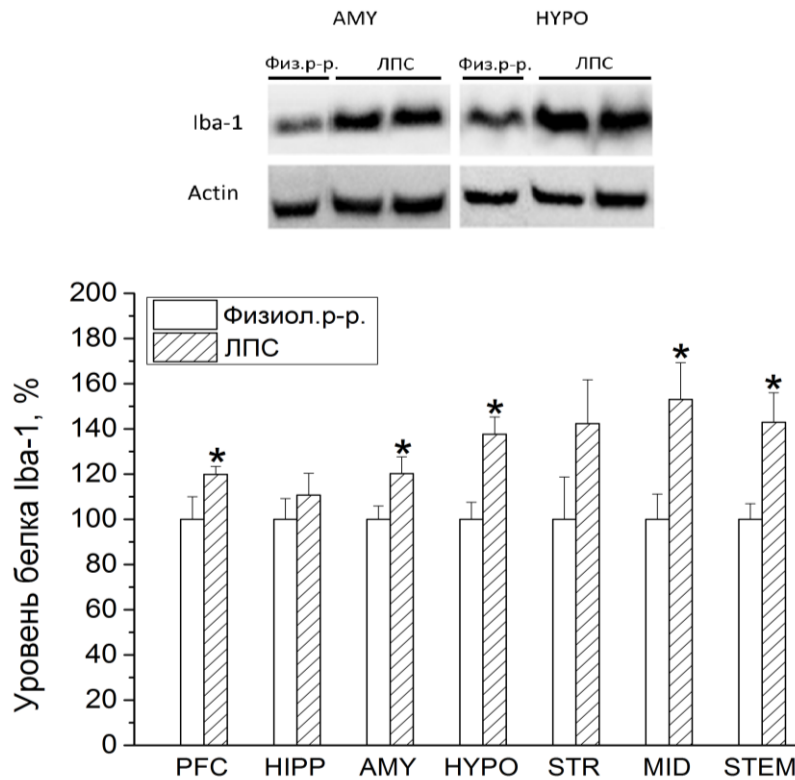 AMY HYPO
Физ.р-р. ЛПС Физ.р-р. ЛПС
Iba-1
Actin
Уровень белка Iba-1, %
200
180
160
140
120
100
80
60
40
20
0
Физиол.р-р.
ЛПС
* * * * *
PFC HIPP AMY HYPO STR MID STEM